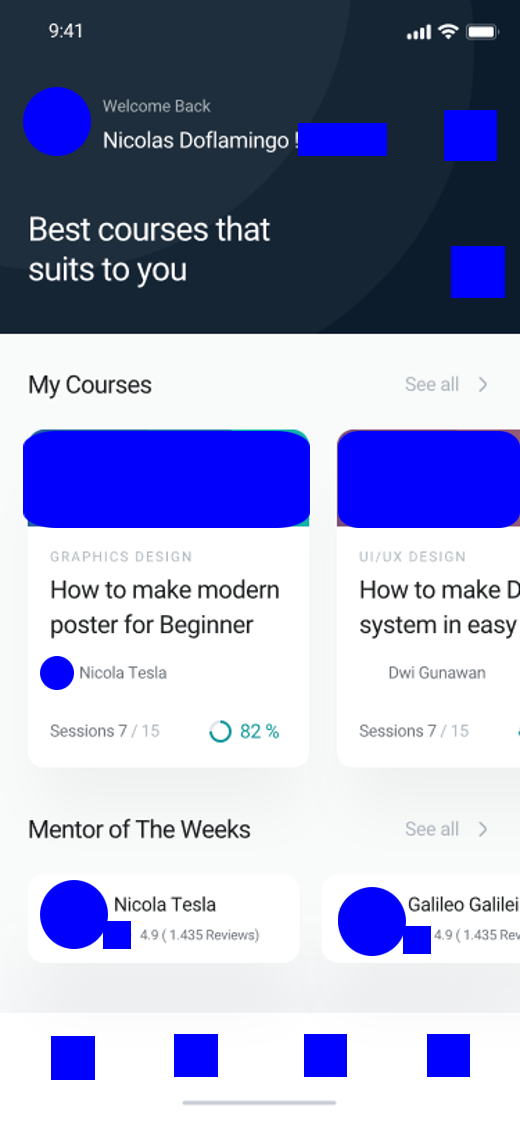 9:41
Welcome Back
Nicolas Doflamingo !
Best courses that
suits to you
My Courses
See all
GRAPHICS DESIGN
How to make modern
poster for Beginner
Nicola Tesla
Sessions 7 / 15
82 %
UI/UX DESIGN
How to make D
system in easy
Dwi Gunawan
Sessions 7 / 15
Mentor of The Weeks
See all
Nicola Tesla
4.9 ( 1.435 Reviews)
Galileo Galilei
4.9 ( 1.435 Rev